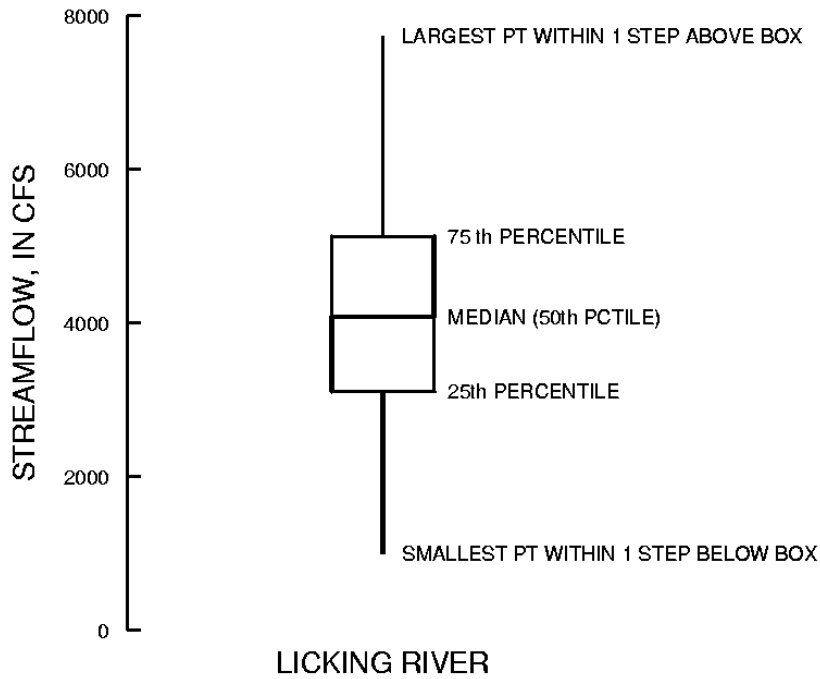 8000
LARGEST PT WITHIN 1 STEP ABOVE BOX
6000
75 th PERCENTILE
STREAMFLOW, IN CFS
4000
MEDIAN (50th PCTILE)
25th PERCENTILE
2000
SMALLEST PT WITHIN 1 STEP BELOW BOX
0
LICKING RIVER